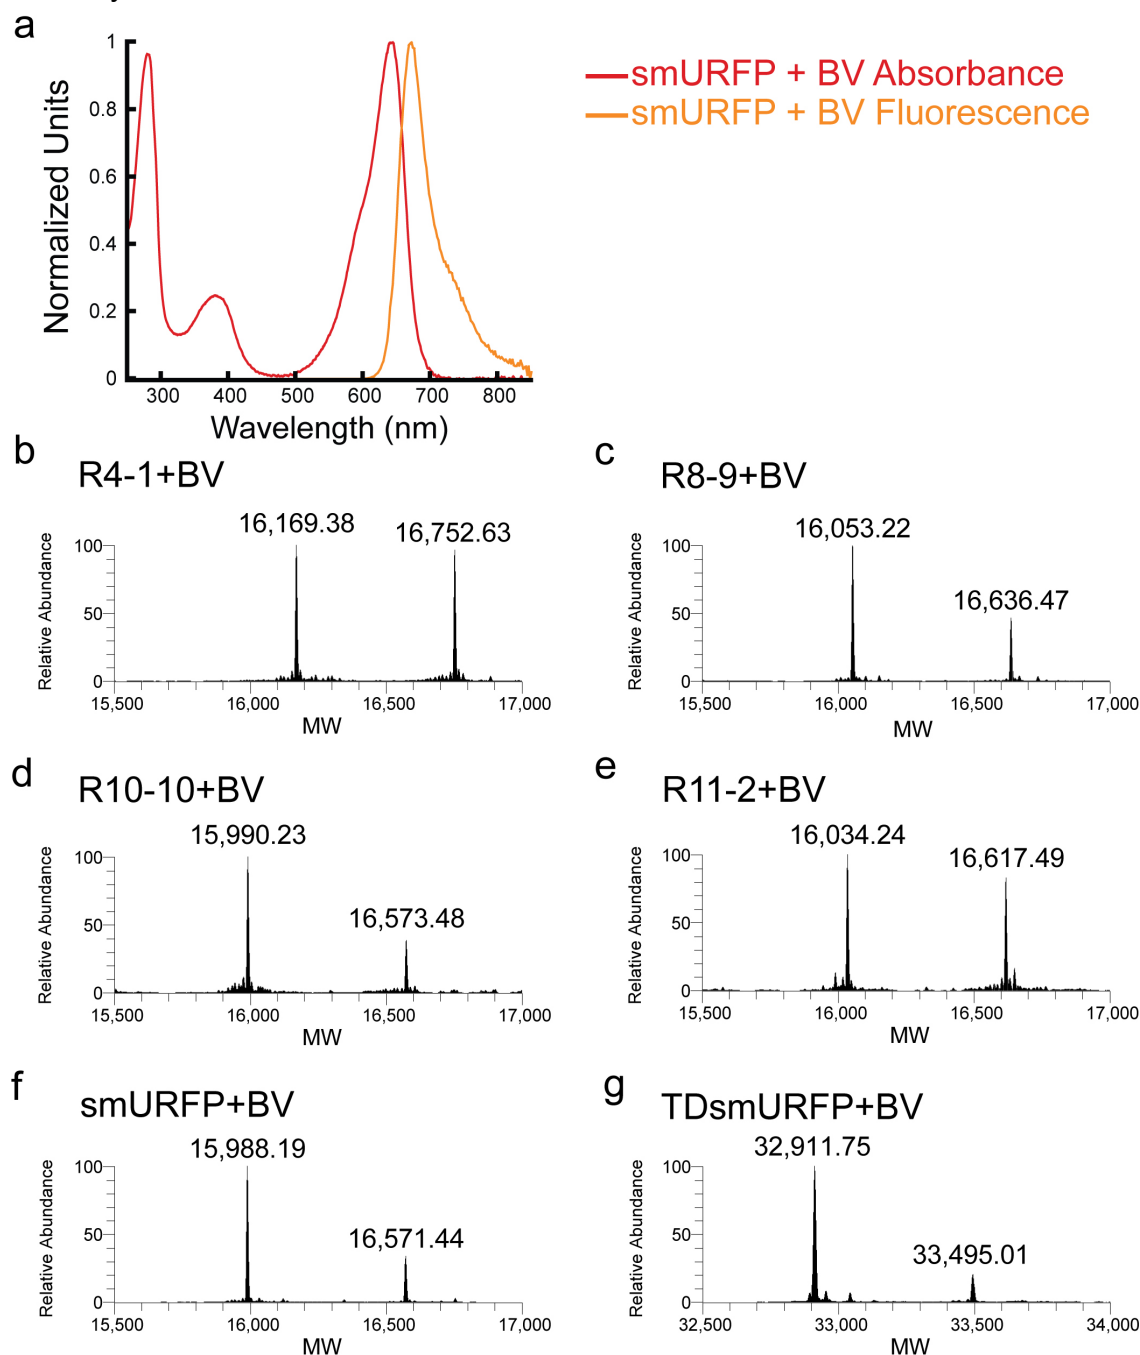 a
1
0.8
0.6
0.4
0.2
0
Normalized Units
300 400 500 600 700 800
Wavelength (nm)
smURFP + BV Absorbance
smURFP + BV Fluorescence
b
R4-1+BV
16,169.38
16,752.63
100
50
0
Relative Abundance
15,500 16,000 16,500 17,000
MW
c
R8-9+BV
16,053.22
16,636.47
100
50
0
Relative Abundance
15,500 16,000 16,500 17,000
MW
d
R10-10+BV
15,990.23
16,573.48
100
50
0
Relative Abundance
15,500 16,000 16,500 17,000
MW
e
R11-2+BV
16,034.24
16,617.49
100
50
0
Relative Abundance
15,500 16,000 16,500 17,000
MW
f
smURFP+BV
15,988.19
16,571.44
100
50
0
Relative Abundance
15,500 16,000 16,500 17,000
MW
g
TDsmURFP+BV
32,911.75
33,495.01
100
50
0
Relative Abundance
32,500 33,000 33,500 34,000
MW